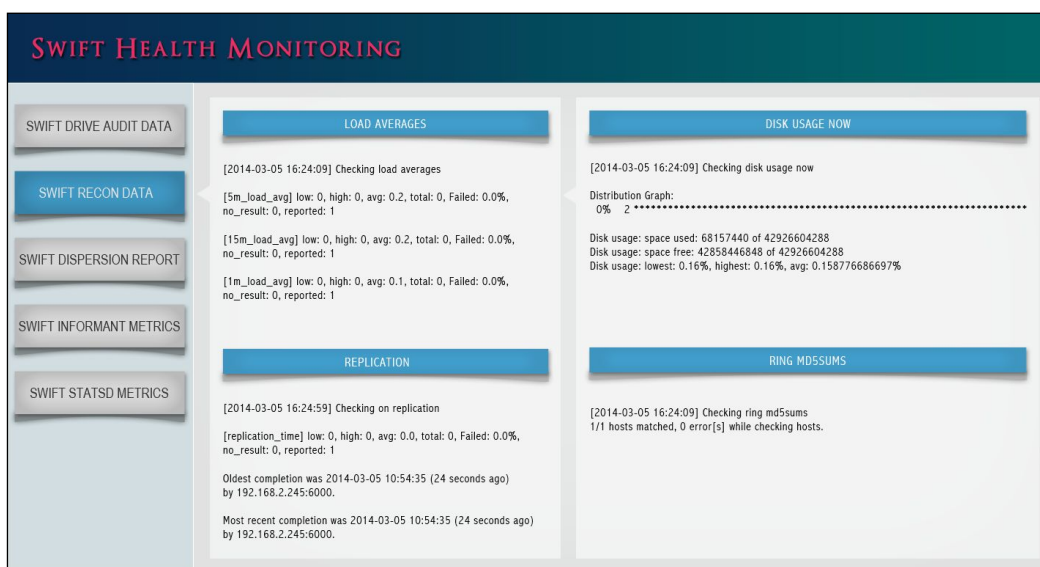 SWIFT HEALTH MONITORING
SWIFT DRIVE AUDIT DATA
SWIFT RECON DATA
SWIFT DISPERSION REPORT
SWIFT INFORMANT METRICS
SWIFT STATSD METRICS
LOAD AVERAGES
[2014-03-05 16:24:09] Checking load averages
[5m_load_avg] low: 0, high: 0, avg: 0.2, total: 0, Failed: 0.0%,
no_result: 0, reported: 1
[15m_load_avg] low: 0, high: 0, avg: 0.2, total: 0, Failed: 0.0%,
no_result: 0, reported: 1
[1m_load_avg] low: 0, high: 0, avg: 0.1, total: 0, Failed: 0.0%,
no_result: 0, reported: 1
DISK USAGE NOW
[2014-03-05 16:24:09] Checking disk usage now
Distribution Graph:
0% 2 *********************************************************************
Disk usage: space used: 68157440 of 42926604288
Disk usage: space free: 42858446848 of 42926604288
Disk usage: lowest: 0.16%, highest: 0.16%, avg: 0.158776686697%
REPLICATION
[2014-03-05 16:24:59] Checking on replication
[replication_time] low: 0, high: 0, avg: 0.0, total: 0, Failed: 0.0%,
no_result: 0, reported: 1
Oldest completion was 2014-03-05 10:54:35 (24 seconds ago)
by 192.168.2.245:6000.
Most recent completion was 2014-03-05 10:54:35 (24 seconds ago)
by 192.168.2.245:6000.
RING MD5SUMS
[2014-03-05 16:24:09] Checking ring md5sums
1/1 hosts matched, 0 error[s] while checking hosts.